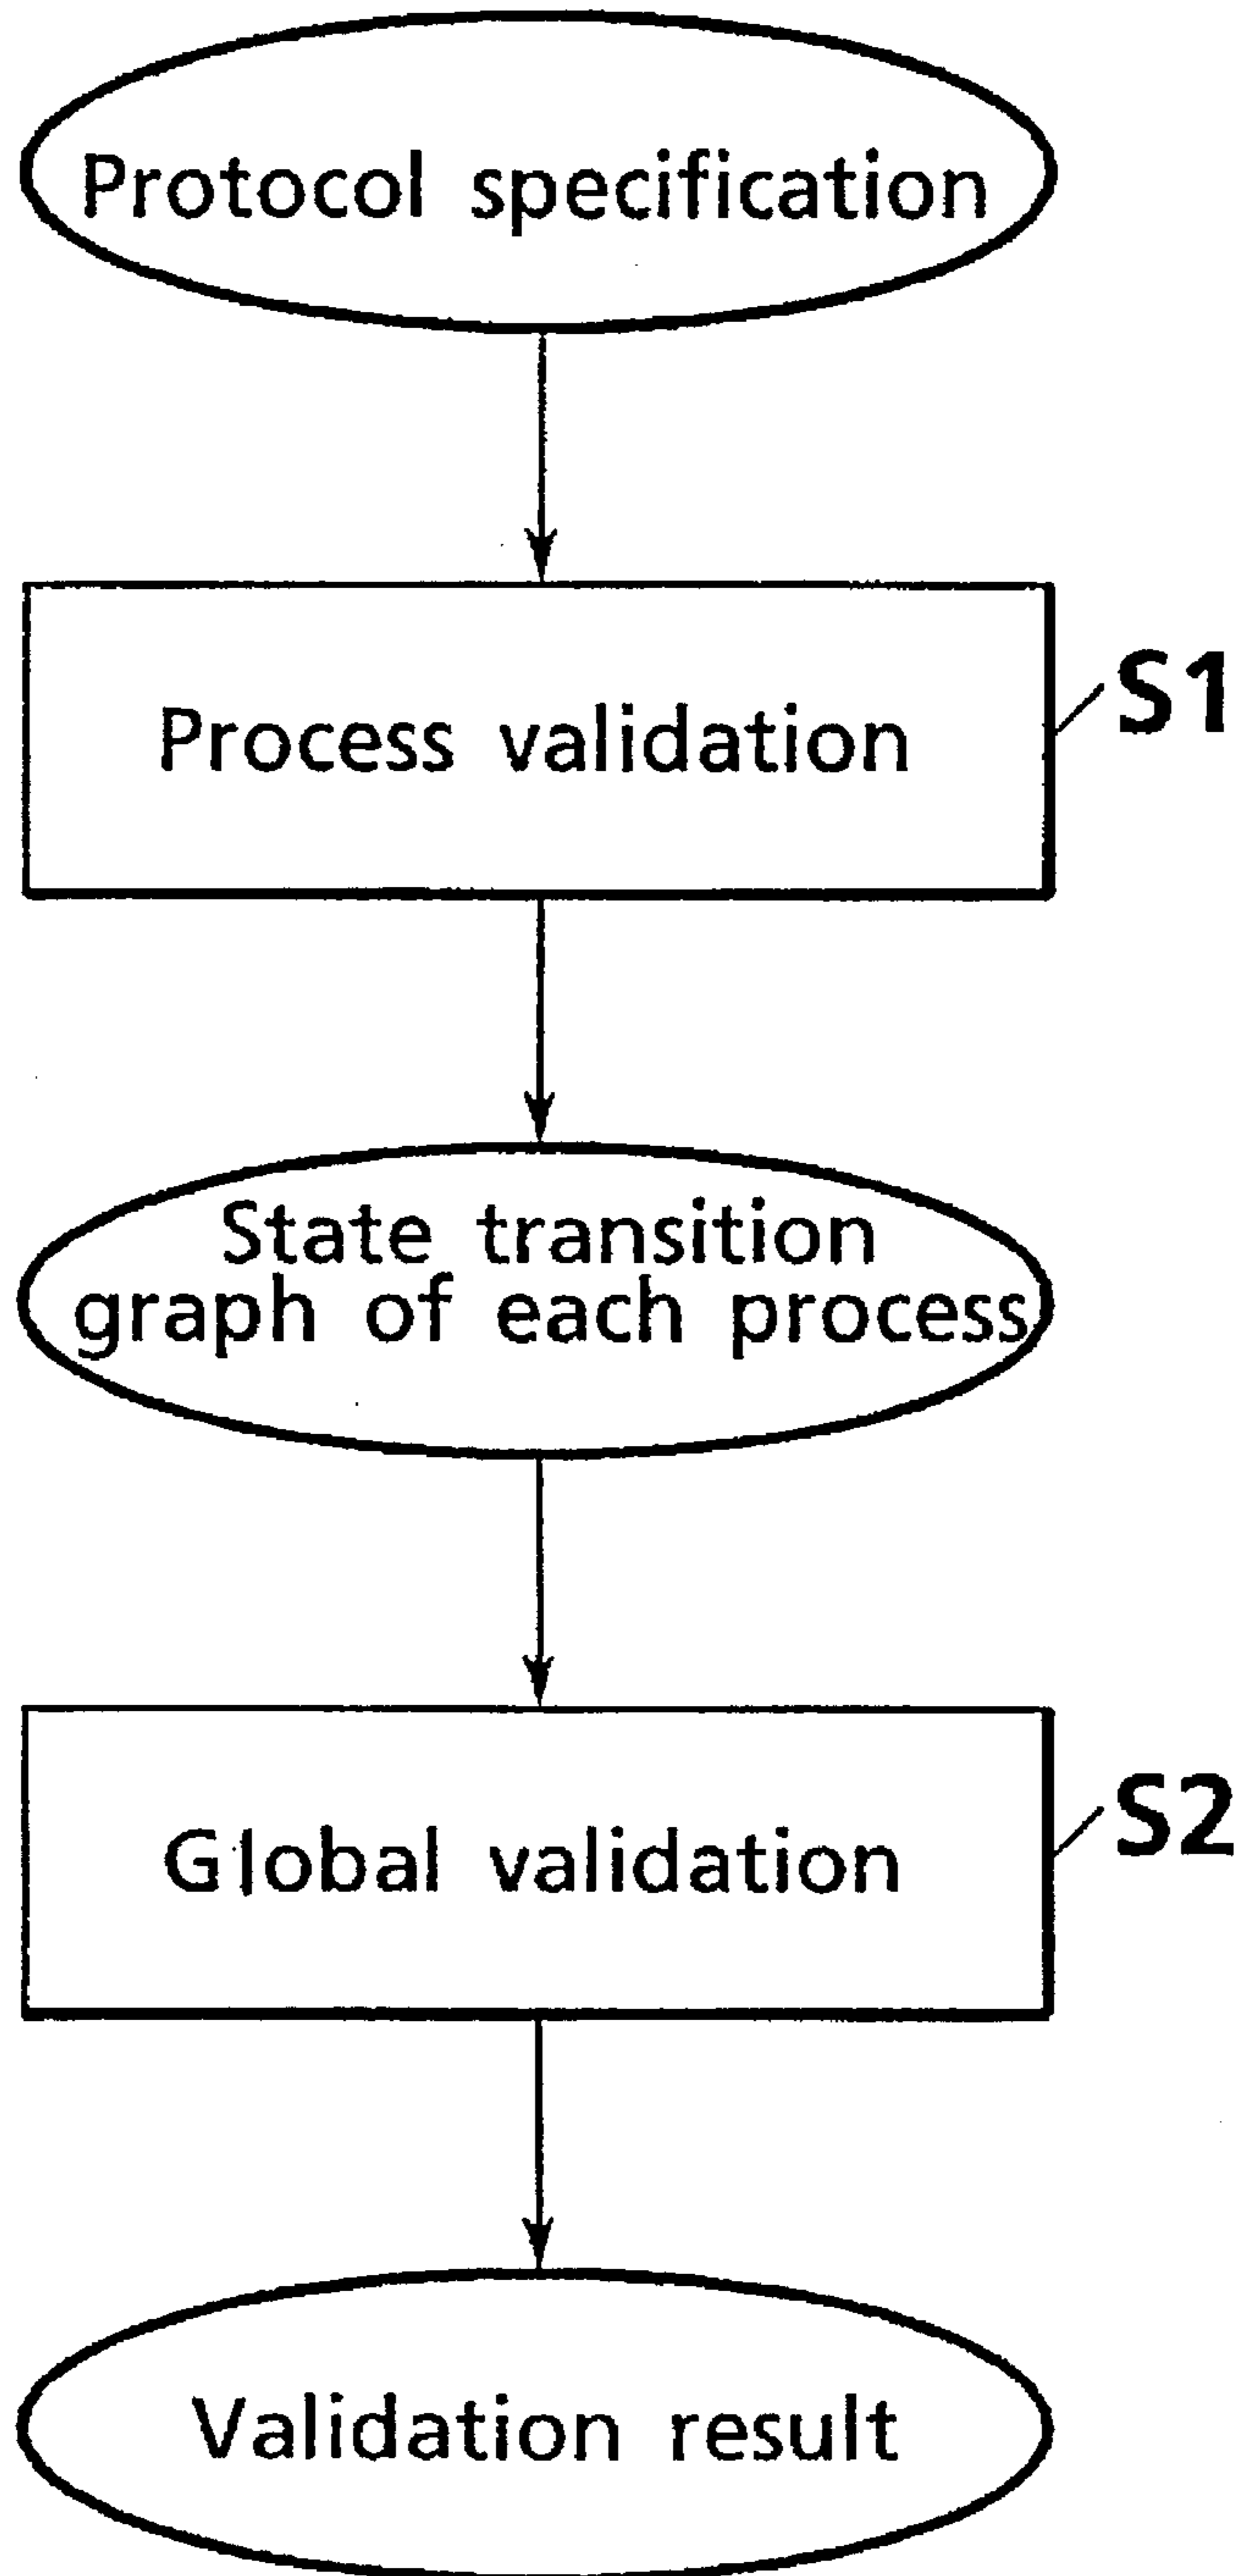 Protocol specification
Process validation
S1
State transition
graph of each process
Global validation
S2
Validation result